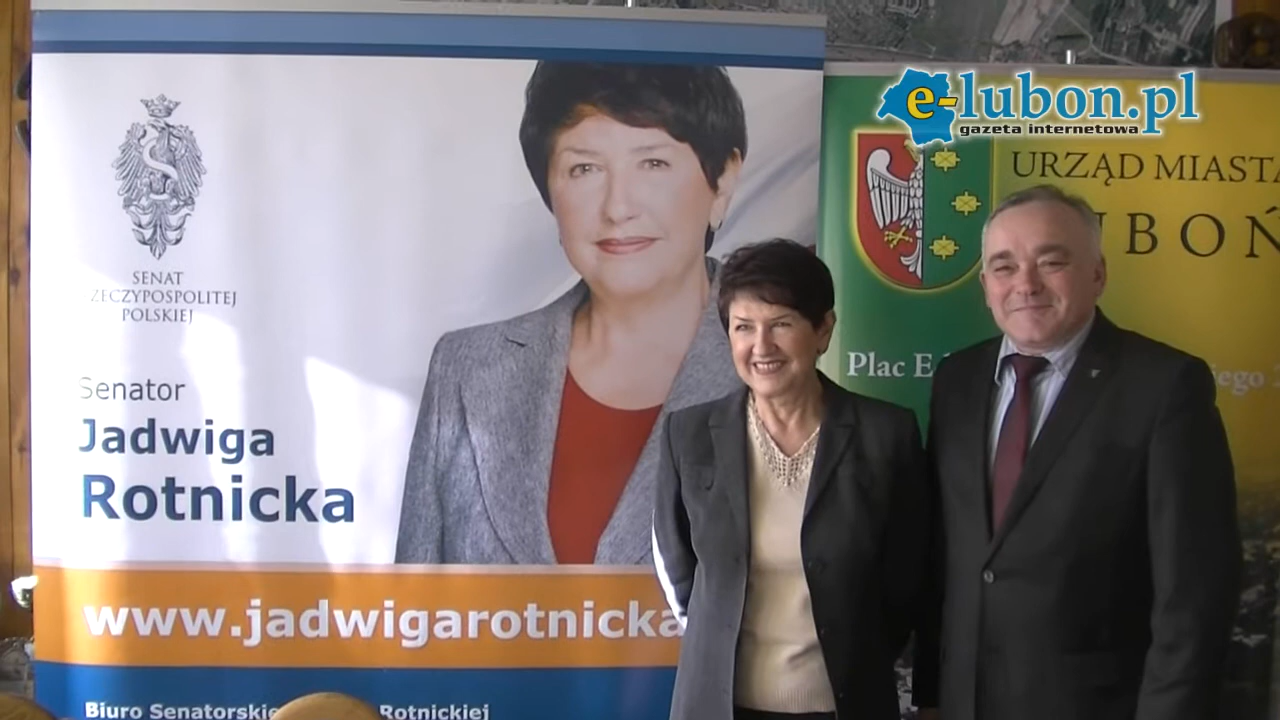 e-lubon.pl
gazeta internetowa
SENAT
RZECZYPOSPOLITEJ
POLSKIEJ
Senator
Jadwiga
Rotnicka
www.jadwigarotnicka
Biuro Senatorskie Rotnickiej
URZĄD MIASTA
UBOŃ
Plac E
iego